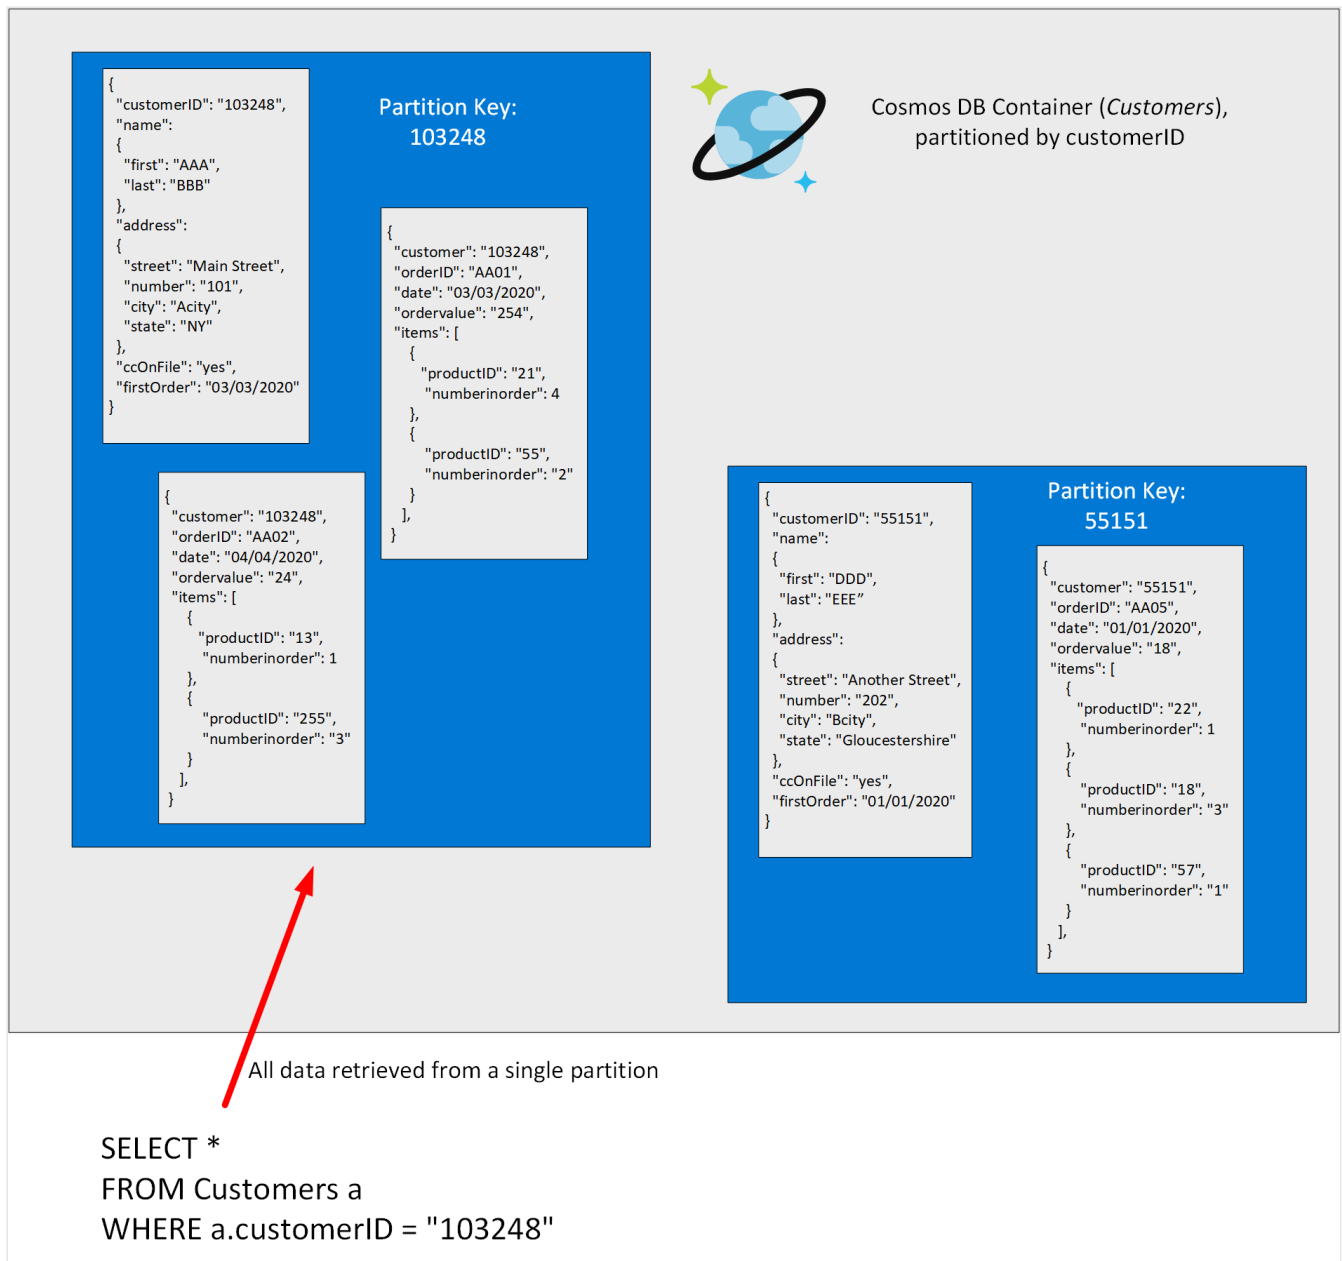 {
"customerID": "103248",
"name":
{
"first": "AAA",
"last": "BBB"
},
"address":
{
"street": "Main Street",
"number": "101",
"city": "Acity",
"state": "NY"
},
"ccOnFile": "yes",
"firstOrder": "03/03/2020"
}
Partition Key:
103248
{
"customer": "103248",
"orderID": "AA01",
"date": "03/03/2020",
"ordervalue": "254",
"items": [
{
"productID": "21",
"numberinorder": 4
},
{
"productID": "55",
"numberinorder": "2"
}
],
}
{
"customer": "103248",
"orderID": "AA02",
"date": "04/04/2020",
"ordervalue": "24",
"items": [
{
"productID": "13",
"numberinorder": 1
},
{
"productID": "255",
"numberinorder": "3"
}
],
}
Cosmos DB Container (Customers),
partitioned by customerID
{
"customerID": "55151",
"name":
{
"first": "DDD",
"last": "EEE”
},
"address":
{
"street": "Another Street",
"number": "202",
"city": "Bcity",
"state": "Gloucestershire"
},
"ccOnFile": "yes",
"firstOrder": "01/01/2020"
}
Partition Key:
55151
{
"customer": "55151",
"orderID": "AA05",
"date": "01/01/2020",
"ordervalue": "18",
"items": [
{
"productID": "22",
"numberinorder": 1
},
{
"productID": "18",
"numberinorder": "3"
},
{
"productID": "57",
"numberinorder": "1"
}
],
}
All data retrieved from a single partition
SELECT *
FROM Customers a
WHERE a.customerID = "103248"